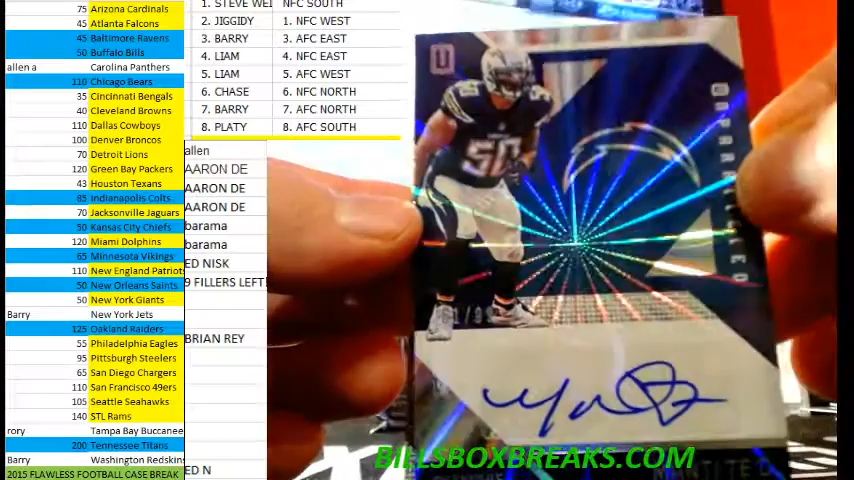 75 Arizona Cardinals
45 Atlanta Falcons
45 Baltimore Ravens
50 Buffalo Bills
allen a Carolina Panthers
110 Chicago Bears
35 Cincinnati Bengals
40 Cleveland Browns
110 Dallas Cowboys
100 Denver Broncos
70 Detroit Lions
120 Green Bay Packers
43 Houston Texans
85 Indianapolis Colts
70 Jacksonville Jaguars
50 Kansas City Chiefs
120 Miami Dolphins
65 Minnesota Vikings
110 New England Patriots
50 New Orleans Saints
50 New York Giants
Barry New York Jets
125 Oakland Raiders
55 Philadelphia Eagles
95 Pittsburgh Steelers
65 San Diego Chargers
110 San Francisco 49ers
105 Seattle Seahawks
140 STL Rams
rory Tampa Bay Buccanee
200 Tennessee Titans
Barry Washington Redskin
2015 FLAWLESS FOOTBALL CASE BREAK
1. STEVE WEI NFC SOUTH
2. JIGGIDY 1. NFC WEST
3. BARRY 3. AFC EAST
4. LIAM 4. NFC EAST
5. LIAM 5. AFC WEST
6. CHASE 6. NFC NORTH
7. BARRY 7. AFC NORTH
8. PLATY 8. AFC SOUTH
allen
AARON DE
AARON DE
AARON DE
barama
barama
ED NISK
9 FILLERS LEFT!
BRIAN REY
ED N
U
50
UNPARALLELED
BILLSBOXBREAKS.COM